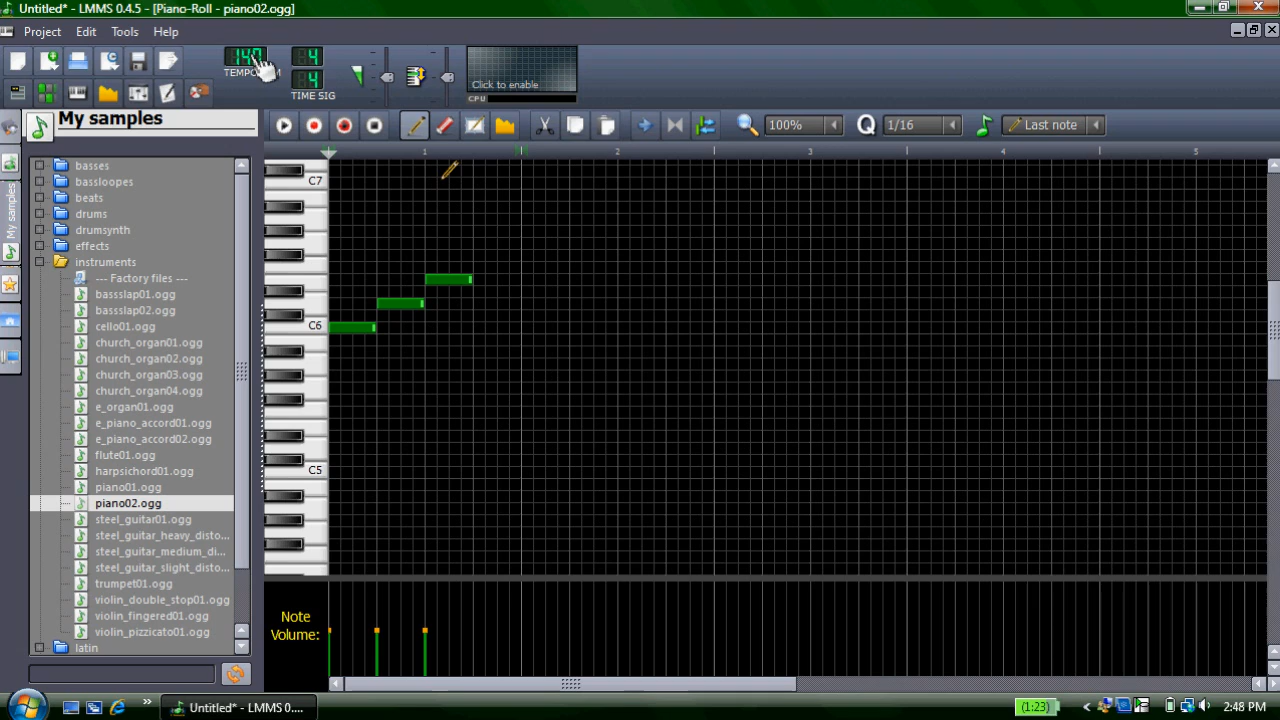 Untitled* - LMMS 0.4.5 - [Piano-Roll - piano02.ogg]
Project Edit Tools Help
140 4
TEMPO
4
TIME SIG
Click to enable
CPU
My samples
100% Q 1/16 Last note
1 2 3 4 5
My samples
basses
bassloopes
beats
drums
drumsynth
effects
instruments
--- Factory files ---
bassslap01.ogg
bassslap02.ogg
cello01.ogg
church_organ01.ogg
church_organ02.ogg
church_organ03.ogg
church_organ04.ogg
e_organ01.ogg
e_piano_accord01.ogg
e_piano_accord02.ogg
flute01.ogg
harpsichord01.ogg
piano01.ogg
piano02.ogg
steel_guitar01.ogg
steel_guitar_heavy_disto...
steel_guitar_medium_di...
steel_guitar_slight_disto...
trumpet01.ogg
violin_double_stop01.ogg
violin_fingered01.ogg
violin_pizzicato01.ogg
latin
C7
C6
C5
Note
Volume:
Untitled* - LMMS 0....
(1:23)
2:48 PM